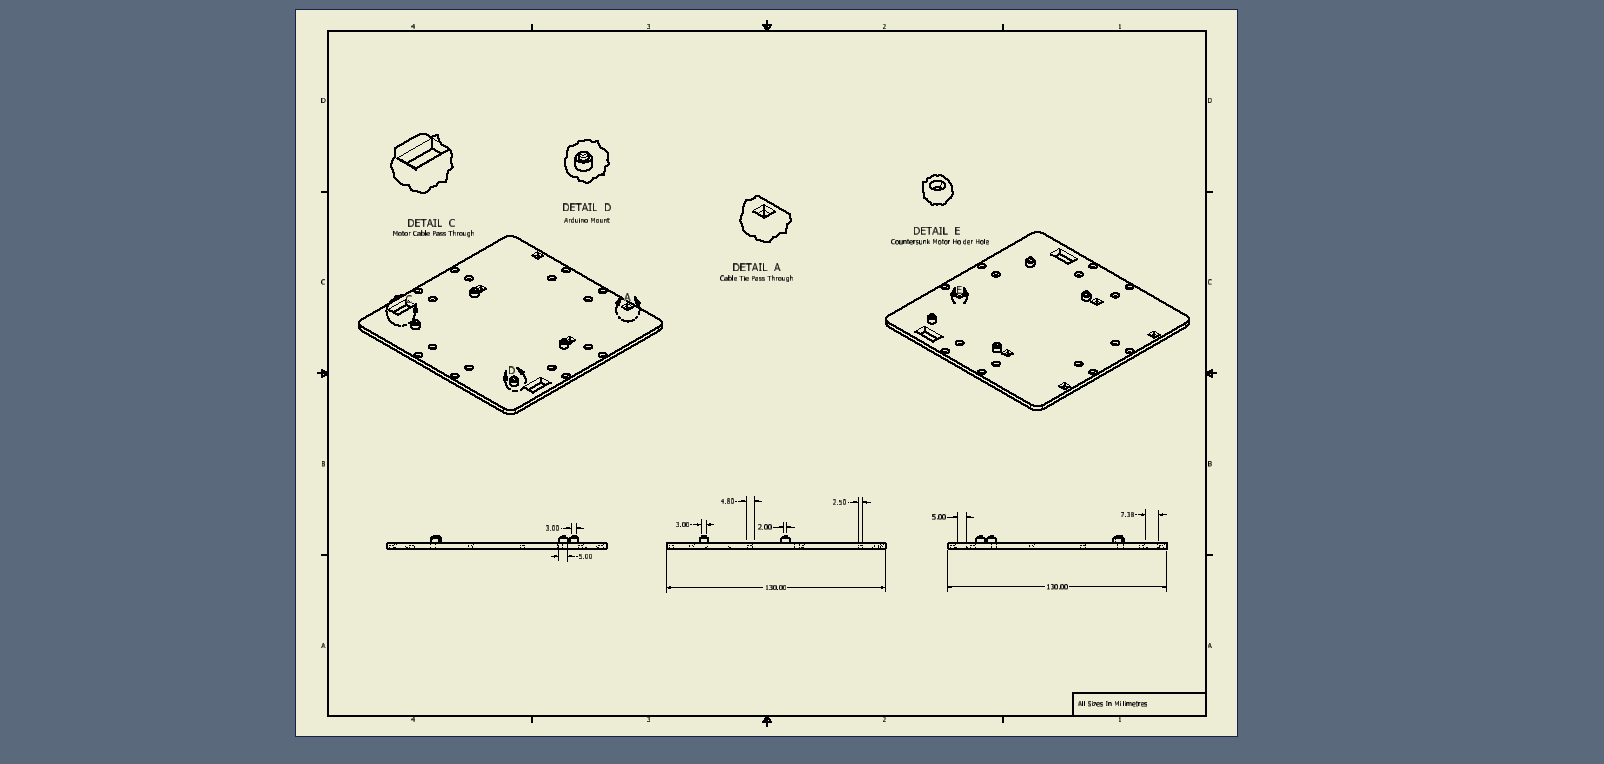 4 3 2 1
D D
DETAIL C
Motor Cable Pass Through
DETAIL D
Arduino Mount
DETAIL A
Cable Tie Pass Through
DETAIL E
Countersunk Motor Holder Hole
C C
C
A
D
E
B B
3.00
5.00
3.00
4.80
2.00
2.50
130.00
5.00
7.38
130.00
A A
All Sizes In Millimetres
4 3 2 1